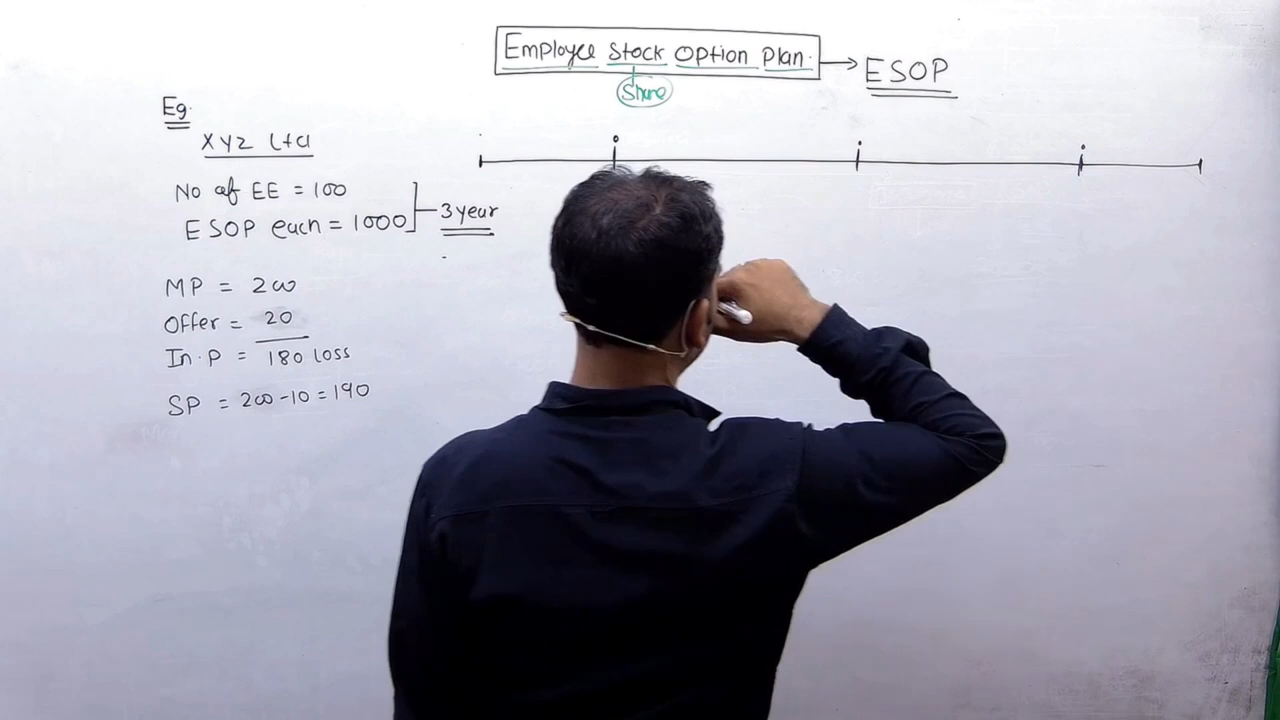 Employee Stock Option Plan. → ESOP
Share
Eg.
XYZ Ltd
No of EE = 100
ESOP each = 1000
3 year
MP = 200
Offer = 20
In.P = 180 loss
SP = 200-10 = 190